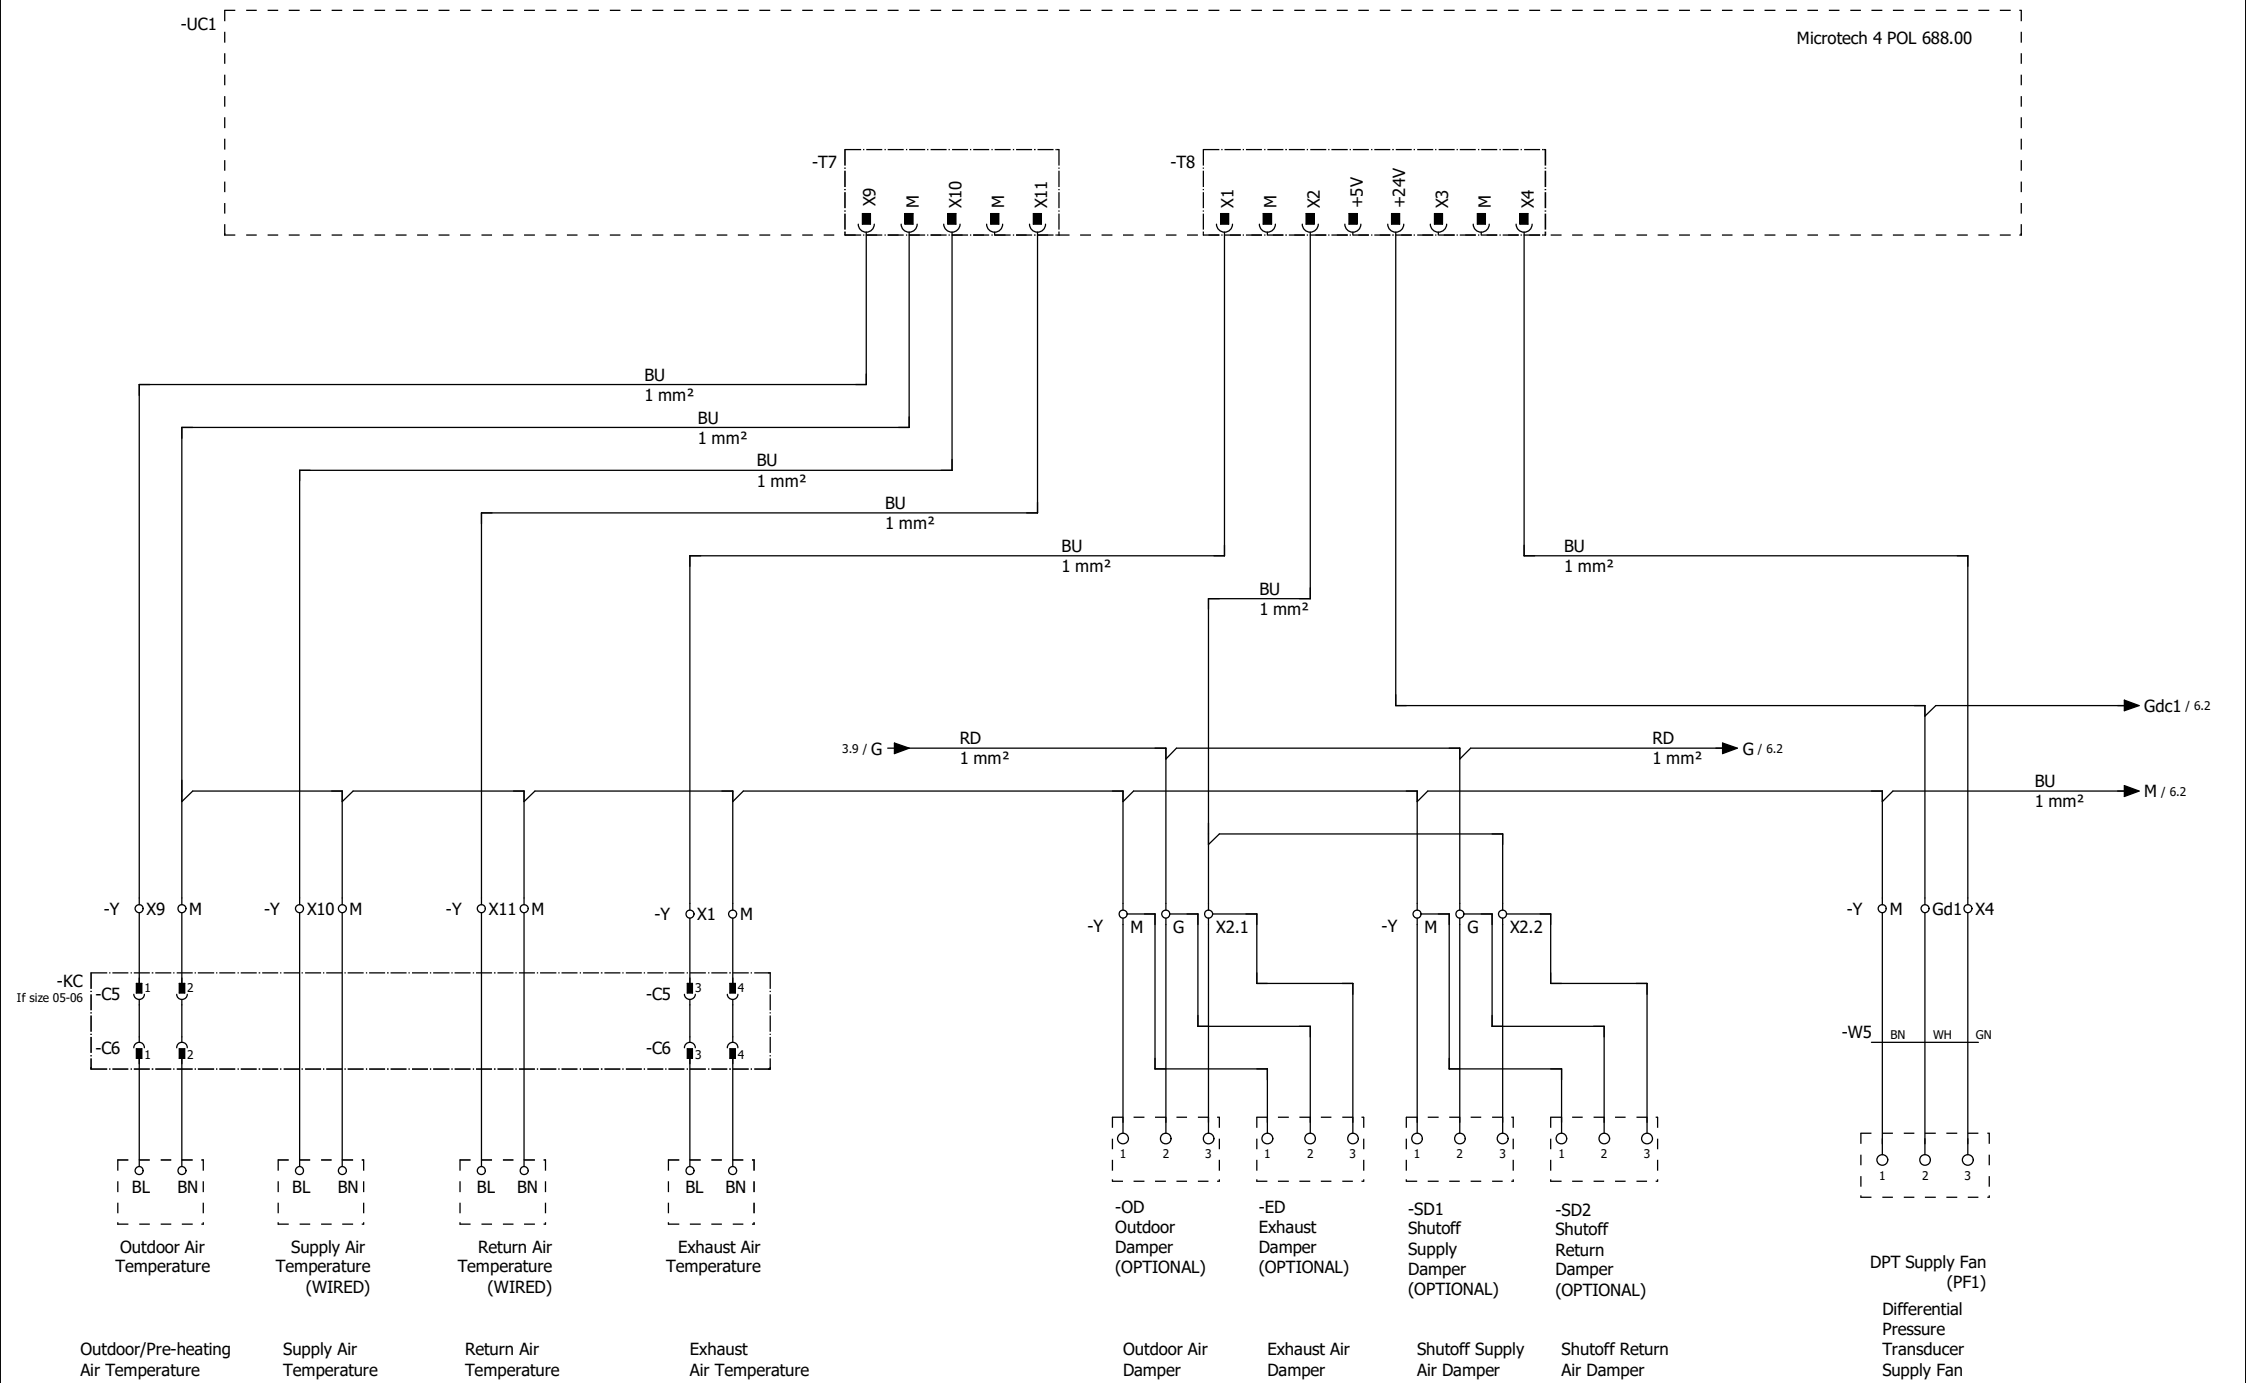 -UC1
Microtech 4 POL 688.00
-T7
X9
M
X10
M
X11
-T8
X1
M
X2
+5V
+24V
X3
M
X4
BU
1 mm²
BU
1 mm²
BU
1 mm²
BU
1 mm²
BU
1 mm²
BU
1 mm²
BU
1 mm²
Gdc1 / 6.2
3.9 / G
RD
1 mm²
RD
1 mm²
G / 6.2
BU
1 mm²
M / 6.2
-Y X9 M
-Y X10 M
-Y X11 M
-Y X1 M
-Y M G X2.1
-Y M G X2.2
-Y M Gd1 X4
-KC
If size 05-06
-C5 1 2
-C5 3 4
-C6 1 2
-C6 3 4
-W5 BN WH GN
BL BN
BL BN
BL BN
BL BN
1 2 3
1 2 3
1 2 3
1 2 3
1 2 3
Outdoor Air
Temperature
Supply Air
Temperature
(WIRED)
Return Air
Temperature
(WIRED)
Exhaust Air
Temperature
-OD
Outdoor
Damper
(OPTIONAL)
-ED
Exhaust
Damper
(OPTIONAL)
-SD1
Shutoff
Supply
Damper
(OPTIONAL)
-SD2
Shutoff
Return
Damper
(OPTIONAL)
DPT Supply Fan
(PF1)
Outdoor/Pre-heating
Air Temperature
Supply Air
Temperature
Return Air
Temperature
Exhaust
Air Temperature
Outdoor Air
Damper
Exhaust Air
Damper
Shutoff Supply
Air Damper
Shutoff Return
Air Damper
Differential
Pressure
Transducer
Supply Fan